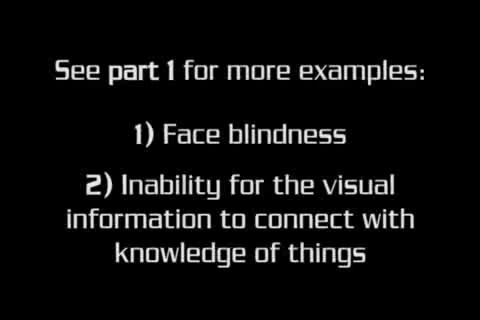 See part 1 for more examples:
1) Face blindness
2) Inability for the visual
information to connect with
knowledge of things